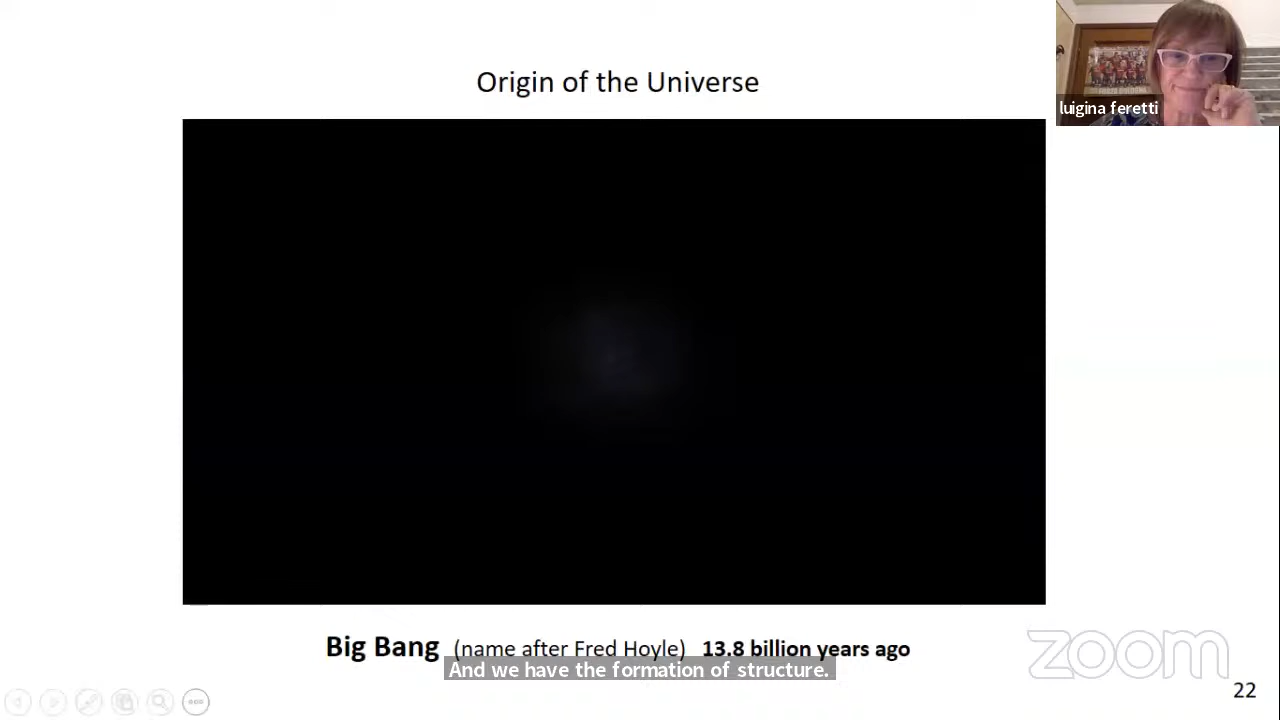 Origin of the Universe
luigina feretti
Big Bang (name after Fred Hoyle) 13.8 billion years ago
And we have the formation of structure.
zoom
22